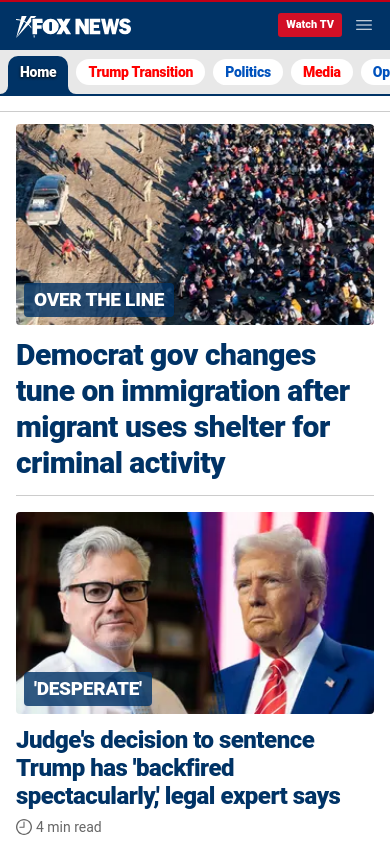 FOX NEWS
Watch TV
Home
Trump Transition
Politics
Media
Op
OVER THE LINE
Democrat gov changes
tune on immigration after
migrant uses shelter for
criminal activity
'DESPERATE'
Judge's decision to sentence
Trump has 'backfired
spectacularly,' legal expert says
4 min read